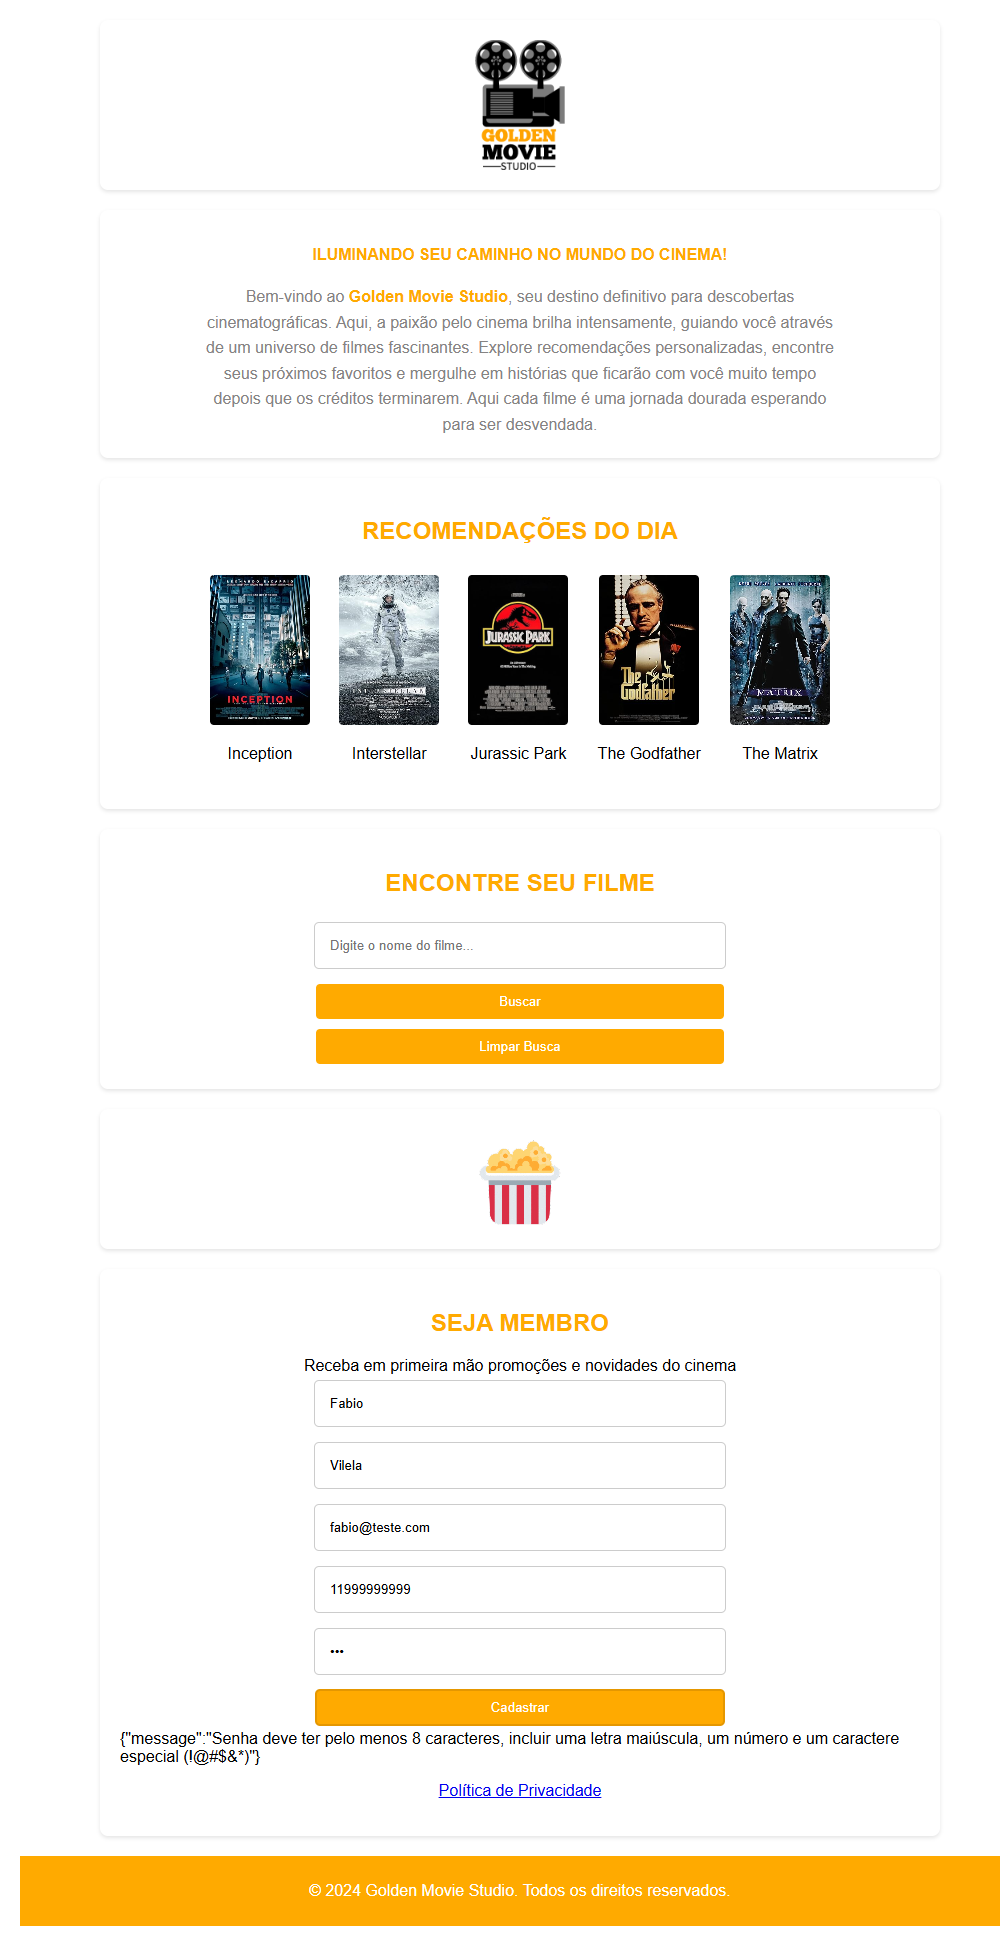 GOLDEN
MOVIE
STUDIO
ILUMINANDO SEU CAMINHO NO MUNDO DO CINEMA!
Bem-vindo ao Golden Movie Studio, seu destino definitivo para descobertas
cinematográficas. Aqui, a paixão pelo cinema brilha intensamente, guiando você através
de um universo de filmes fascinantes. Explore recomendações personalizadas, encontre
seus próximos favoritos e mergulhe em histórias que ficarão com você muito tempo
depois que os créditos terminarem. Aqui cada filme é uma jornada dourada esperando
para ser desvendada.
RECOMENDAÇÕES DO DIA
INCEPTION
JURASSIC PARK
The
Godfather
MATRIX
Inception
Interstellar
Jurassic Park
The Godfather
The Matrix
ENCONTRE SEU FILME
Digite o nome do filme...
Buscar
Limpar Busca
SEJA MEMBRO
Receba em primeira mão promoções e novidades do cinema
Fabio
Vilela
fabio@teste.com
11999999999
•••
Cadastrar
{"message":"Senha deve ter pelo menos 8 caracteres, incluir uma letra maiúscula, um número e um caractere
especial (!@#$&*)"}
Política de Privacidade
© 2024 Golden Movie Studio. Todos os direitos reservados.